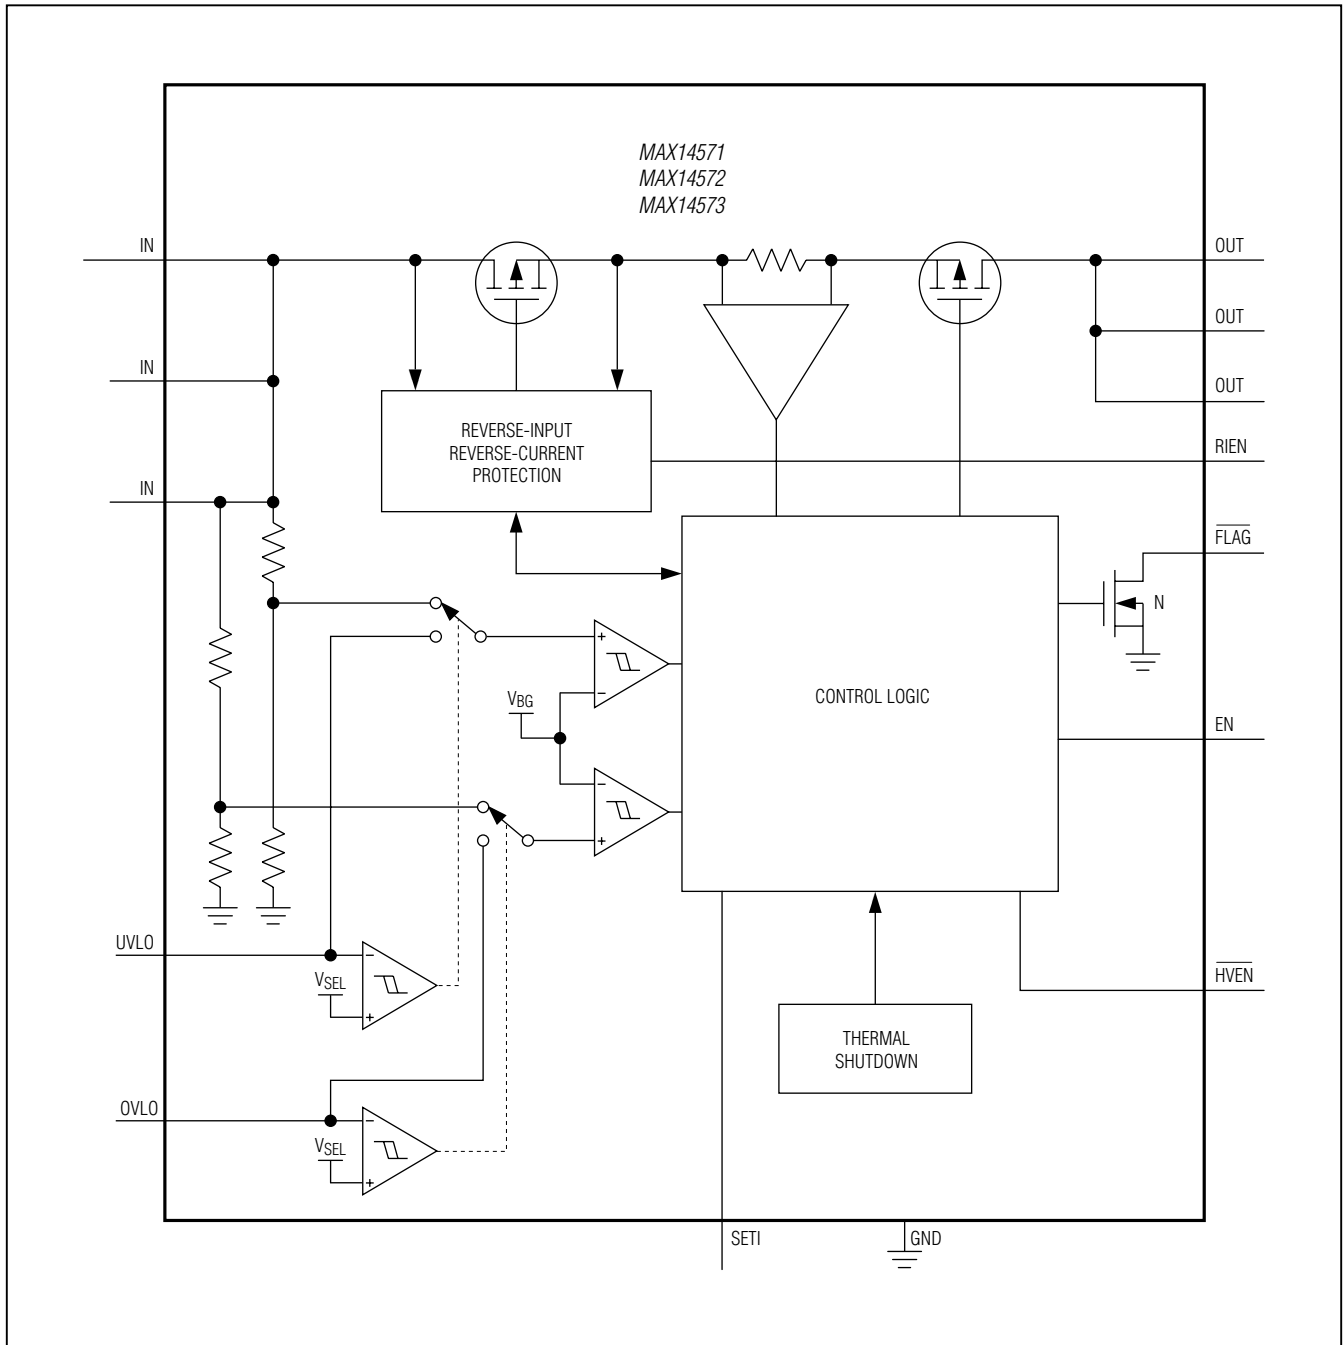 MAX14571
MAX14572
MAX14573
IN
OUT
OUT
IN
OUT
REVERSE-INPUT
REVERSE-CURRENT
PROTECTION
RIEN
IN
FLAG
N
VBG
CONTROL LOGIC
EN
+
-
-
+
UVLO
-
VSEL
+
HVEN
THERMAL
SHUTDOWN
OVLO
-
VSEL
+
SETI
GND